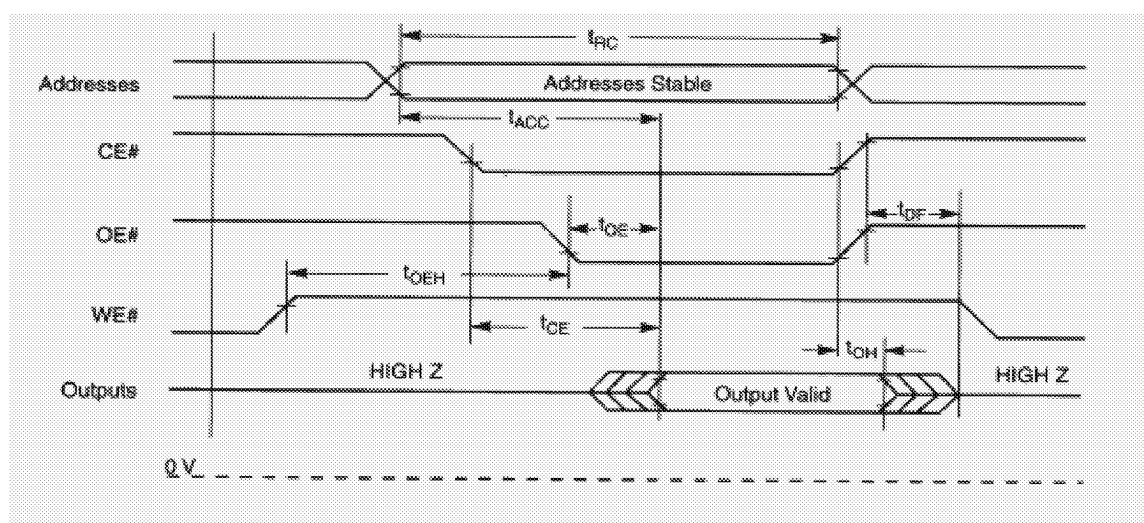 tRC
Addresses
Addresses Stable
tACC
CE#
tDF
OE#
tOE
tOEH
WE#
tCE
tOH
HIGH Z
HIGH Z
Outputs
Output Valid
0 V